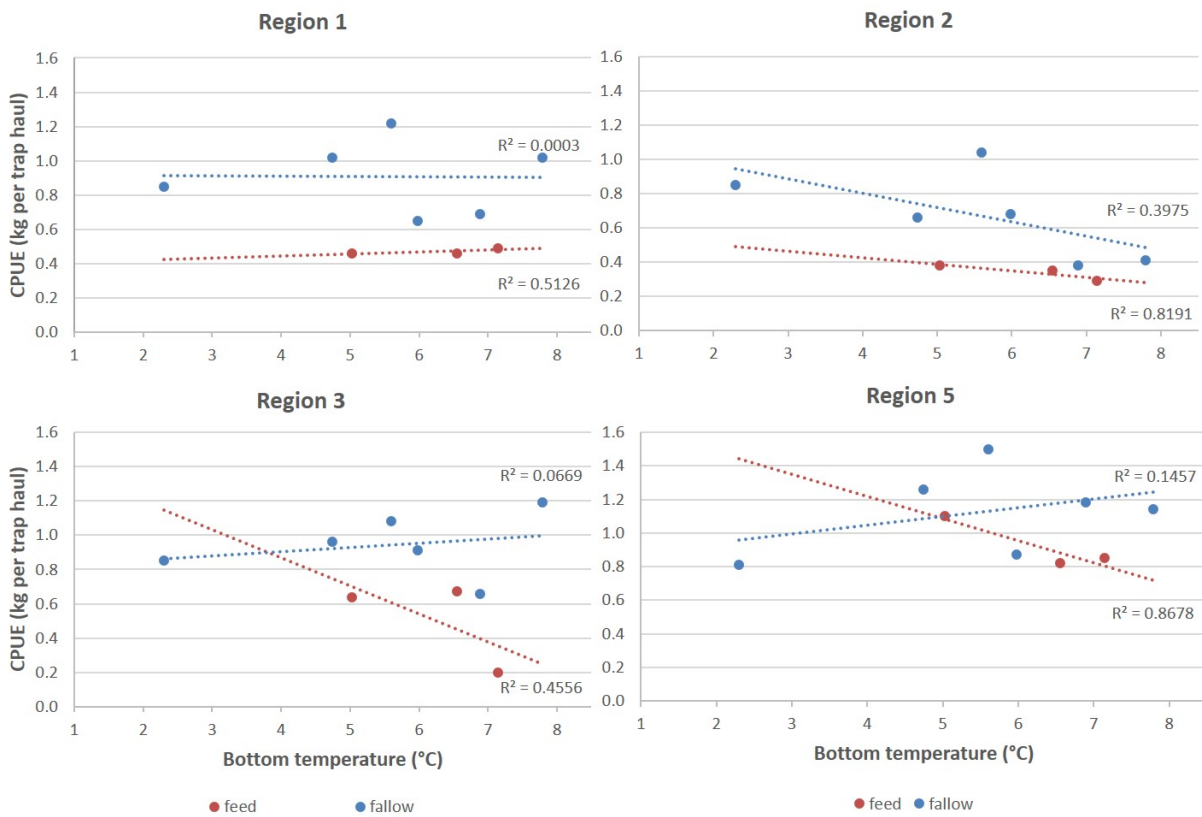 Region 1
CPUE (kg per trap haul)
1.6
1.4
1.2
1.0
0.8
0.6
0.4
0.2
0.0
R² = 0.0003
R² = 0.5126
1 2 3 4 5 6 7 8
Region 2
1.6
1.4
1.2
1.0
0.8
0.6
0.4
0.2
0.0
R² = 0.3975
R² = 0.8191
1 2 3 4 5 6 7 8
Region 3
CPUE (kg per trap haul)
1.6
1.4
1.2
1.0
0.8
0.6
0.4
0.2
0.0
R² = 0.0669
R² = 0.4556
1 2 3 4 5 6 7 8
Bottom temperature (°C)
feed fallow
Region 5
1.6
1.4
1.2
1.0
0.8
0.6
0.4
0.2
0.0
R² = 0.1457
R² = 0.8678
1 2 3 4 5 6 7 8
Bottom temperature (°C)
feed fallow